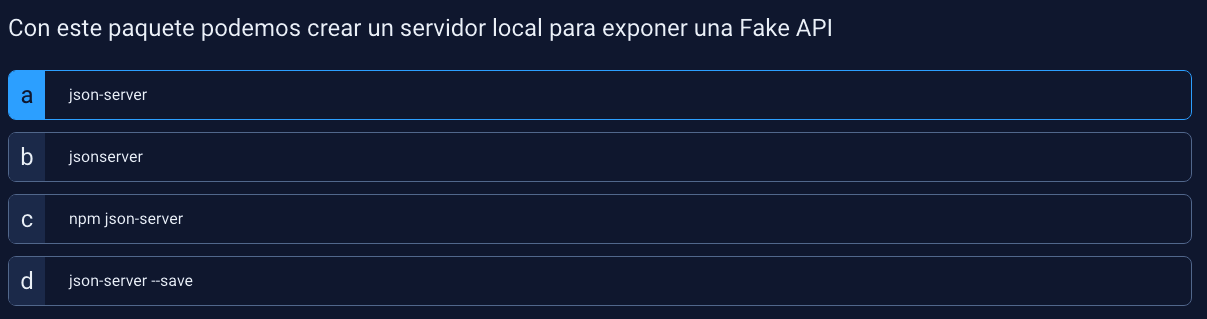 Con este paquete podemos crear un servidor local para exponer una Fake API
a json-server
b jsonserver
c npm json-server
d json-server --save